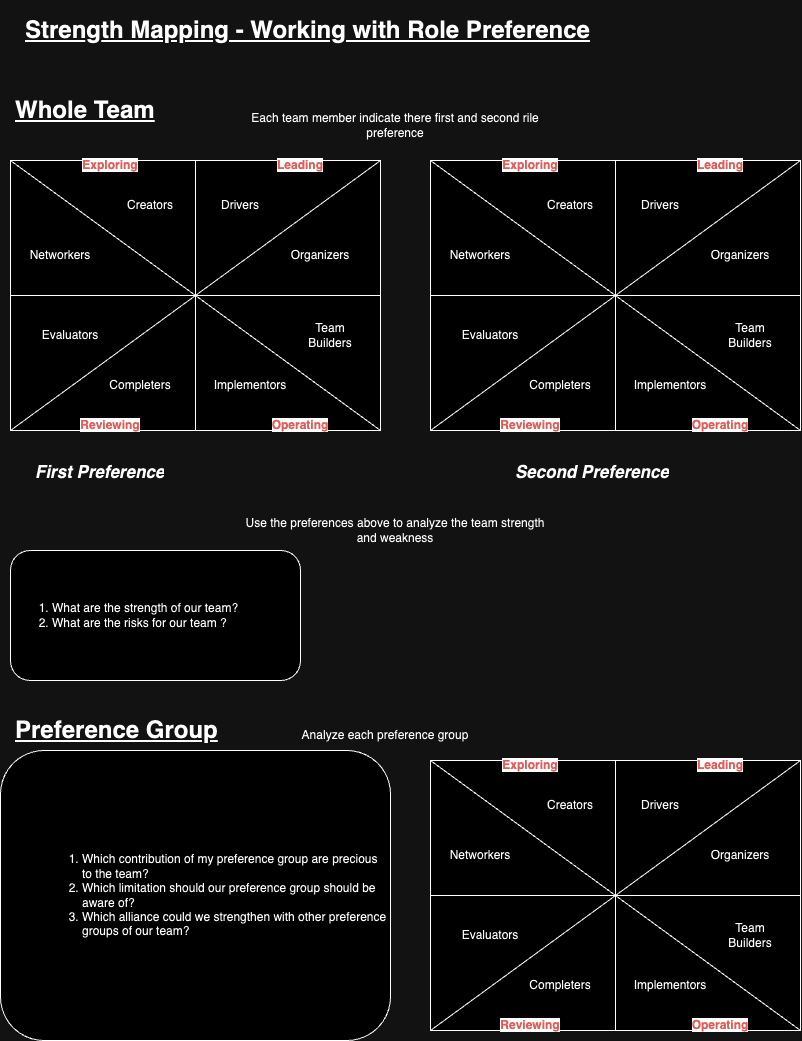 Strength Mapping - Working with Role Preference
Whole Team
Each team member indicate there first and second rile
preference
Exploring
Leading
Creators
Drivers
Networkers
Organizers
Evaluators
Team
Builders
Completers
Implementors
Reviewing
Operating
First Preference
Exploring
Leading
Creators
Drivers
Networkers
Organizers
Evaluators
Team
Builders
Completers
Implementors
Reviewing
Operating
Second Preference
Use the preferences above to analyze the team strength
and weakness
1. What are the strength of our team?
2. What are the risks for our team ?
Preference Group
Analyze each preference group
1. Which contribution of my preference group are precious
to the team?
2. Which limitation should our preference group should be
aware of?
3. Which alliance could we strengthen with other preference
groups of our team?
Exploring
Leading
Creators
Drivers
Networkers
Organizers
Evaluators
Team
Builders
Completers
Implementors
Reviewing
Operating